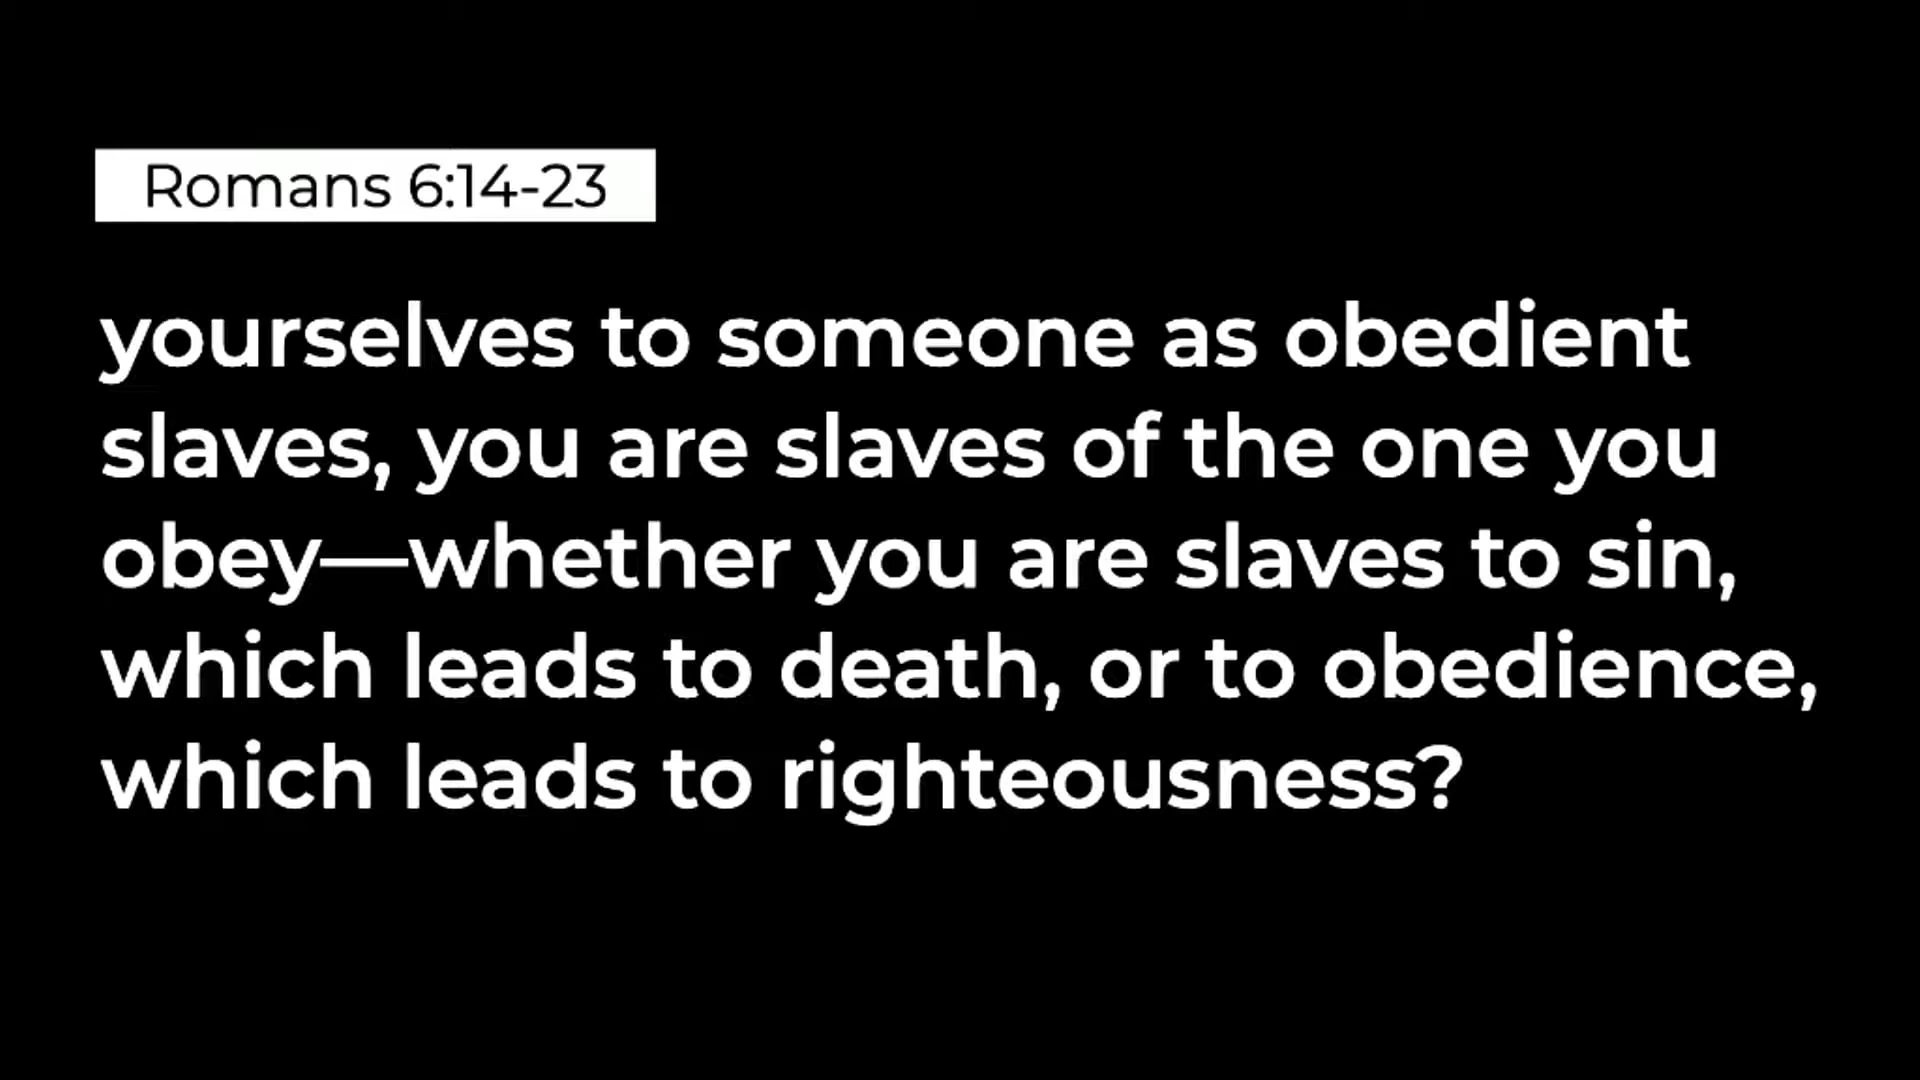 Romans 6:14-23
yourselves to someone as obedient
slaves, you are slaves of the one you
obey—whether you are slaves to sin,
which leads to death, or to obedience,
which leads to righteousness?